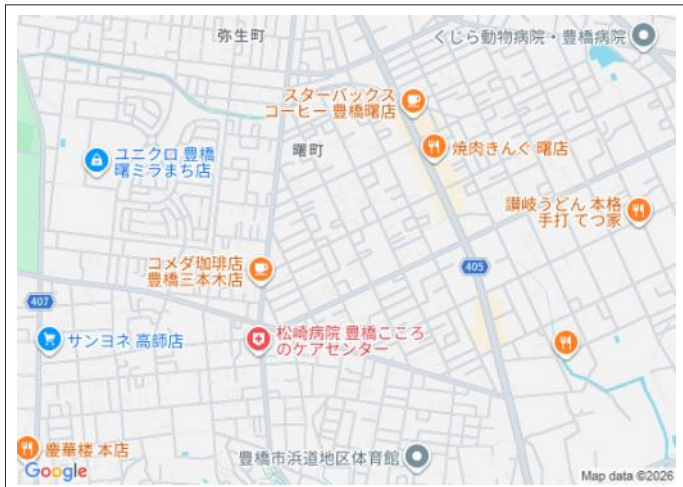 弥生町
くじら動物病院・豊橋病院
スターバックス
コーヒー 豊橋曙店
ユニクロ 豊橋
曙ミラまち店
曙町
焼肉きんぐ 曙店
讃岐うどん 本格
手打 てつ家
コメダ珈琲店
豊橋三本木店
405
407
サンヨネ 高師店
松崎病院 豊橋こころ
のケアセンター
慶華楼 本店
豊橋市浜道地区体育館
Google
Map data ©2026